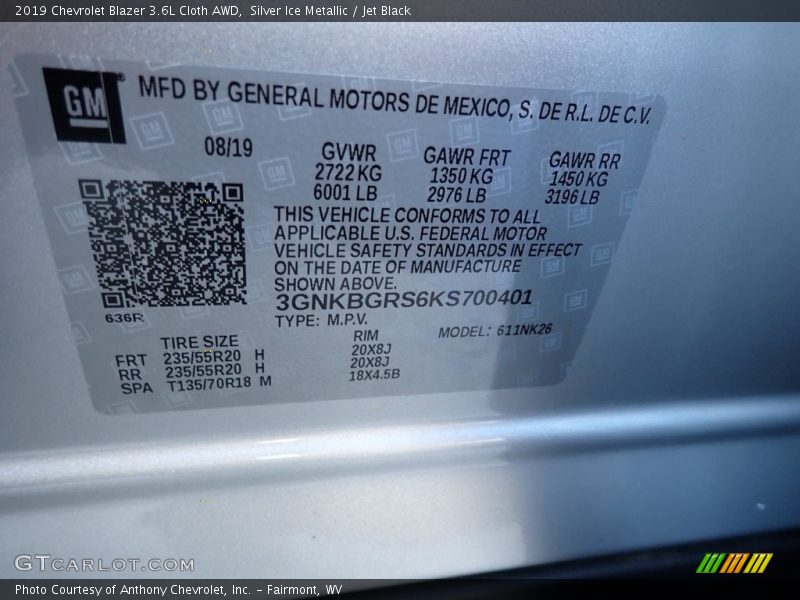 2019 Chevrolet Blazer 3.6L Cloth AWD,  Silver Ice Metallic / Jet Black
GM
MFD BY GENERAL MOTORS DE MEXICO, S. DE R.L. DE C.V.
08/19 GVWR GAWR FRT GAWR RR
2722 KG 1350 KG 1450 KG
6001 LB 2976 LB 3196 LB
THIS VEHICLE CONFORMS TO ALL
APPLICABLE U.S. FEDERAL MOTOR
VEHICLE SAFETY STANDARDS IN EFFECT
ON THE DATE OF MANUFACTURE
SHOWN ABOVE.
3GNKBGRS6KS700401
636R TYPE: M.P.V. MODEL: 611NK26
TIRE SIZE RIM
FRT 235/55R20 H 20X8J
RR 235/55R20 H 20X8J
SPA T135/70R18 M 18X4.5B
GTCARLOT.COM
Photo Courtesy of Anthony Chevrolet, Inc. – Fairmont, WV